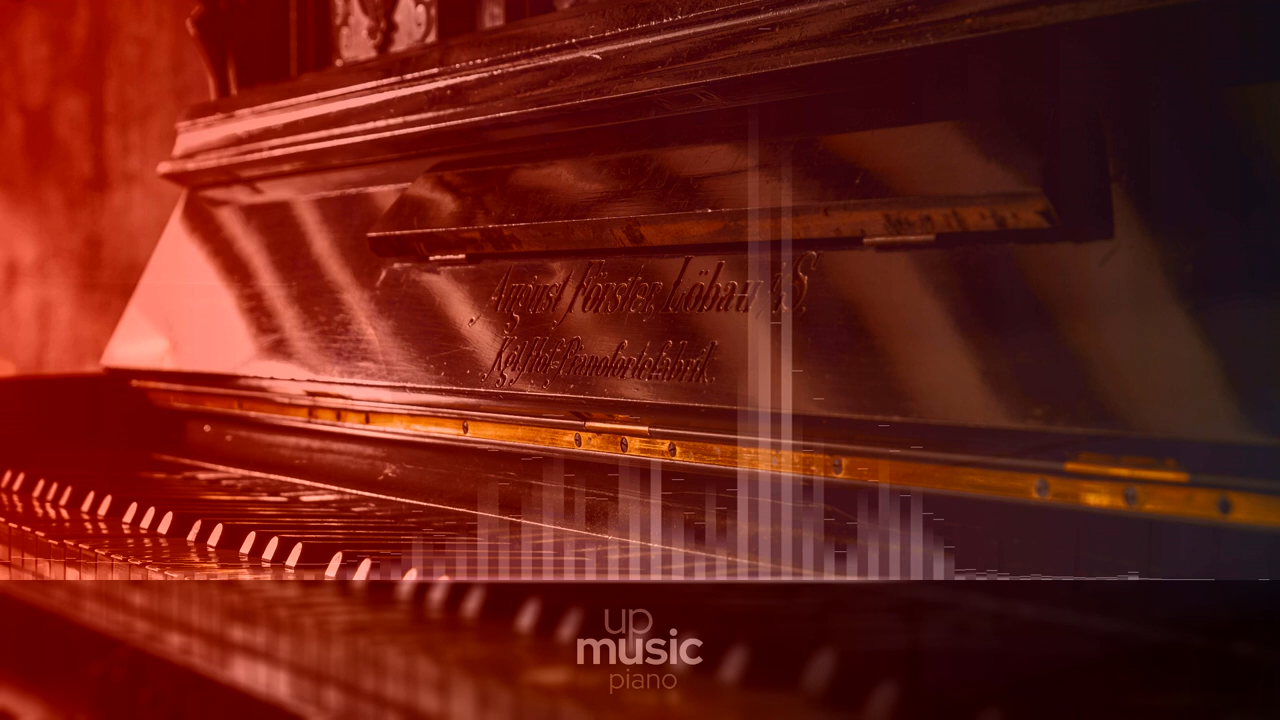 August Förster, Löbau i/S.
Kgl. Hof-Pianofortefabrik.
up
music
piano